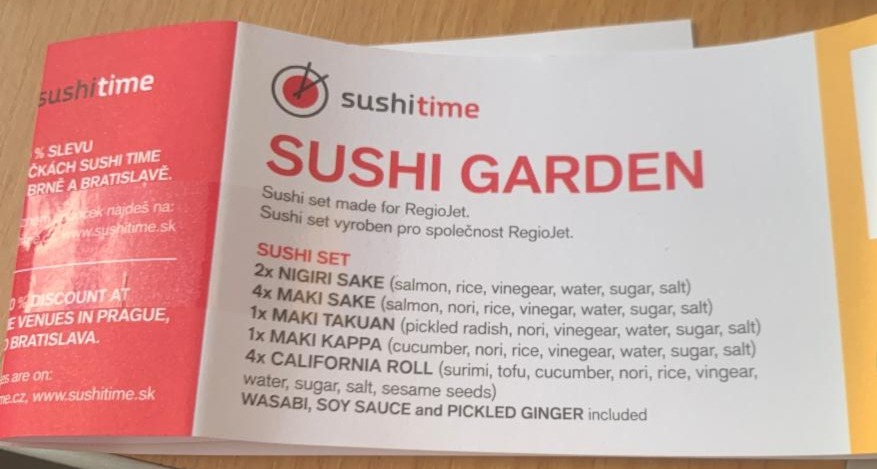 sushitime
% SLEVU
ČKÁCH SUSHI TIME
BRNĚ A BRATISLAVĚ.
najdeš na:
www.sushitime.sk
% DISCOUNT AT
E VENUES IN PRAGUE,
BRATISLAVA.
es are on:
me.cz, www.sushitime.sk
sushitime
SUSHI GARDEN
Sushi set made for RegioJet.
Sushi set vyroben pro společnost RegioJet.
SUSHI SET
2x NIGIRI SAKE (salmon, rice, vinegear, water, sugar, salt)
4x MAKI SAKE (salmon, nori, rice, vinegar, water, sugar, salt)
1x MAKI TAKUAN (pickled radish, nori, vinegear, water, sugar, salt)
1x MAKI KAPPA (cucumber, nori, rice, vinegear, water, sugar, salt)
4x CALIFORNIA ROLL (surimi, tofu, cucumber, nori, rice, vingear,
water, sugar, salt, sesame seeds)
WASABI, SOY SAUCE and PICKLED GINGER included